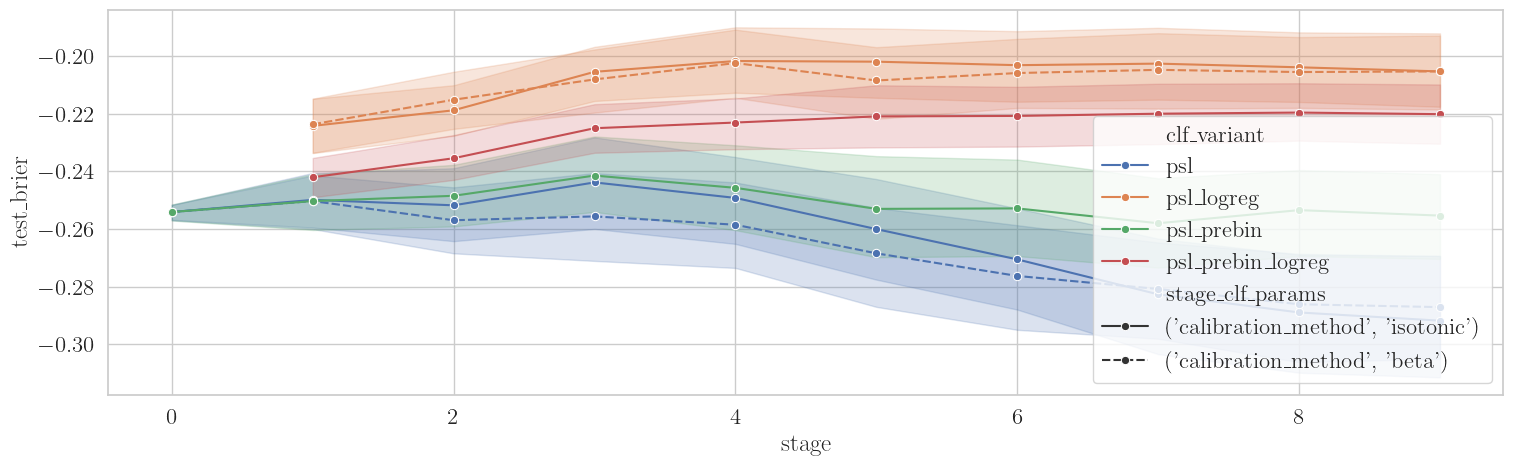 −0.20
−0.22
−0.24
−0.26
−0.28
−0.30
test_brier
0 2 4 6 8
stage
clf_variant
psl
psl_logreg
psl_prebin
psl_prebin_logreg
stage_clf_params
('calibration_method', 'isotonic')
('calibration_method', 'beta')